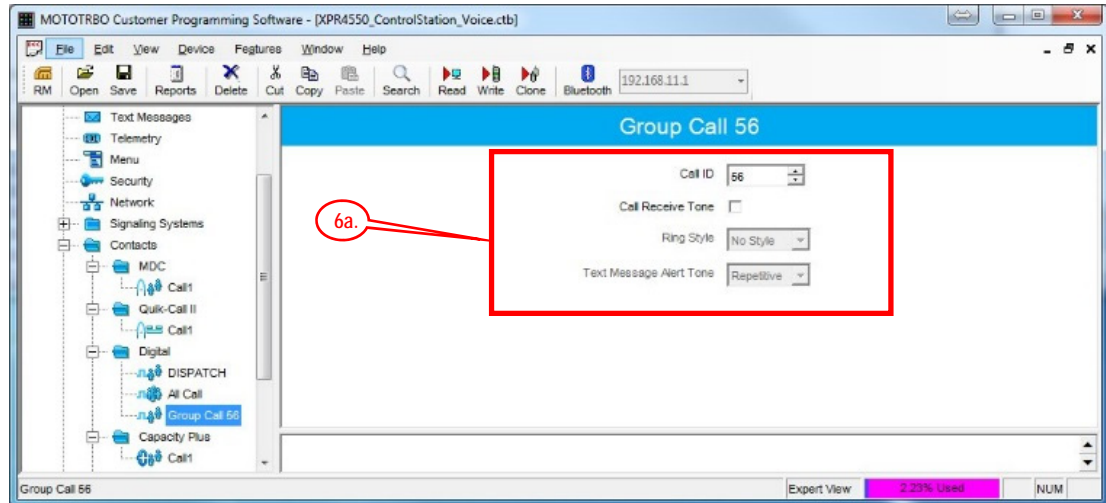 MOTOTRBO Customer Programming Software - [XPR4550_ControlStation_Voice.ctb]
File Edit View Device Features Window Help
RM Open Save Reports Delete Cut Copy Paste Search Read Write Clone Bluetooth 192.168.11.1
Text Messages
Telemetry
Menu
Security
Network
Signaling Systems
Contacts
MDC
Call1
Quik-Call II
Call1
Digital
DISPATCH
All Call
Group Call 56
Capacity Plus
Call1
Group Call 56
Call ID 56
Call Receive Tone
Ring Style No Style
Text Message Alert Tone Repetitive
6a.
Group Call 56 Expert View 2.23% Used NUM